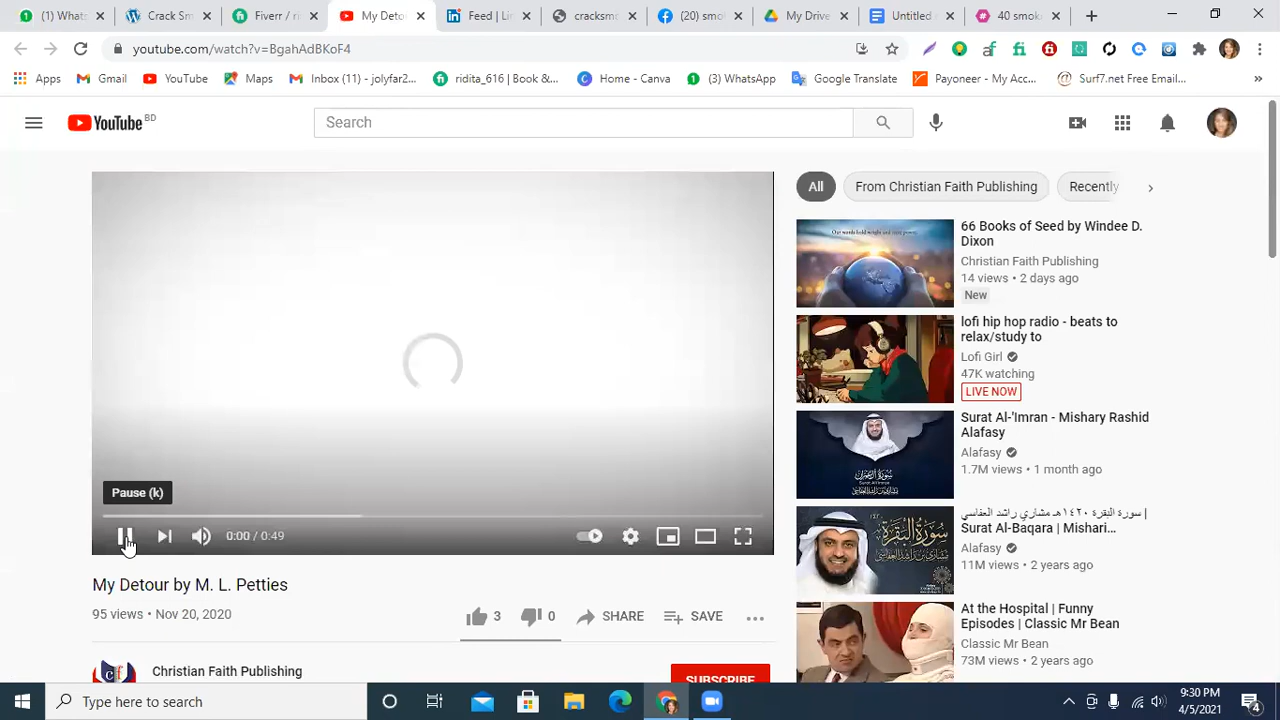 (1) WhatsA
Crackitn
Fiverr / ri
My Deto
Feed | Li
cracksmi
(20) smr
My Drive
Untitled
40 smok
youtube.com/watch?v=BgahAdBKoF4
Apps
Gmail
YouTube
Maps
Inbox (11) - jolyfar2...
ridita_616 | Book &...
Home - Canva
(3) WhatsApp
Google Translate
Payoneer - My Acc...
Surf7.net Free Email...
YouTube BD
Search
All
From Christian Faith Publishing
Recently
66 Books of Seed by Windee D.
Dixon
Christian Faith Publishing
14 views • 2 days ago
New
lofi hip hop radio - beats to
relax/study to
Lofi Girl
47K watching
LIVE NOW
Surat Al-'Imran - Mishary Rashid
Alafasy
Alafasy
1.7M views • 1 month ago
سورة البقرة ١٤٢٠هـ مشاري راشد العفاسي |
Surat Al-Baqara | Mishari...
Alafasy
11M views • 2 years ago
At the Hospital | Funny
Episodes | Classic Mr Bean
Classic Mr Bean
73M views • 2 years ago
Pause (k)
0:00 / 0:49
My Detour by M. L. Petties
95 views • Nov 20, 2020
3
0
SHARE
SAVE
Christian Faith Publishing
SUBSCRIBE
Type here to search
9:30 PM
4/5/2021
4